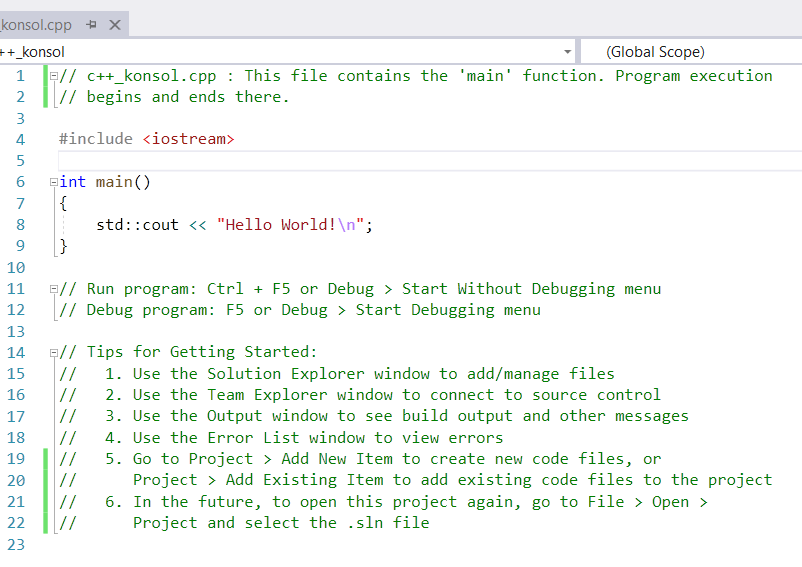 _konsol.cpp
++_konsol (Global Scope)
1 // c++_konsol.cpp : This file contains the 'main' function. Program execution
2 // begins and ends there.
3
4 #include <iostream>
5
6 int main()
7 {
8 std::cout << "Hello World!\n";
9 }
10
11 // Run program: Ctrl + F5 or Debug > Start Without Debugging menu
12 // Debug program: F5 or Debug > Start Debugging menu
13
14 // Tips for Getting Started:
15 // 1. Use the Solution Explorer window to add/manage files
16 // 2. Use the Team Explorer window to connect to source control
17 // 3. Use the Output window to see build output and other messages
18 // 4. Use the Error List window to view errors
19 // 5. Go to Project > Add New Item to create new code files, or
20 // Project > Add Existing Item to add existing code files to the project
21 // 6. In the future, to open this project again, go to File > Open >
22 // Project and select the .sln file
23